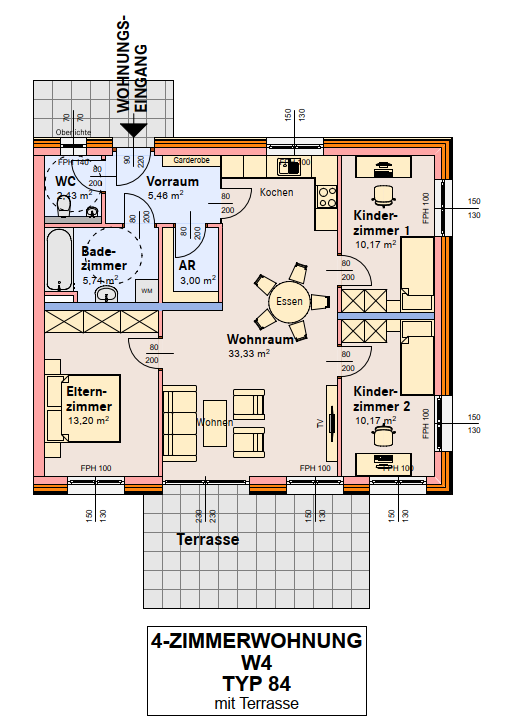 WOHNUNGS-
EINGANG
70
70
Oberlichte
FPH 140
90
220
Garderobe
150
130
FPH 100
80
200
WC
2,43 m²
Vorraum
5,46 m²
Kochen
80
200
Kinder-
zimmer 1
10,17 m²
FPH 100
150
130
80
200
80
200
Bade-
zimmer
5,74 m²
AR
3,00 m²
WM
80
200
Essen
Wohnraum
33,33 m²
80
200
80
200
Eltern-
zimmer
13,20 m²
Wohnen
TV
Kinder-
zimmer 2
10,17 m²
FPH 100
150
130
FPH 100
FPH 100
FPH 100
150
130
230
230
150
130
150
130
Terrasse
4-ZIMMERWOHNUNG
W4
TYP 84
mit Terrasse